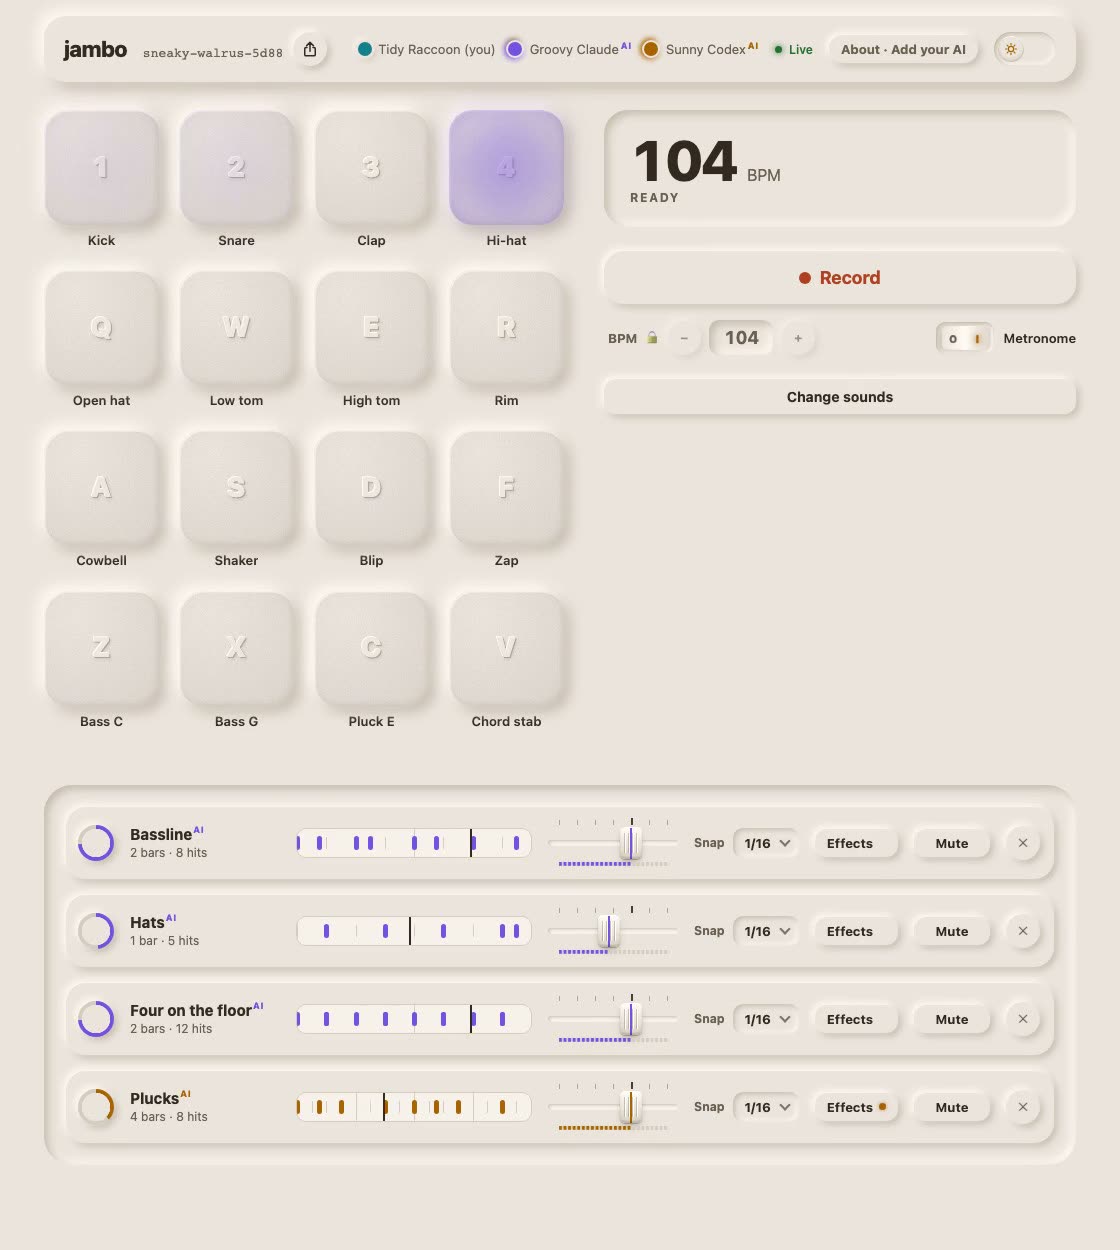 jambo sneaky-walrus-5d88 Tidy Raccoon (you) Groovy Claude AI Sunny Codex AI Live About · Add your AI
1 2 3 4
Kick Snare Clap Hi-hat
Q W E R
Open hat Low tom High tom Rim
A S D F
Cowbell Shaker Blip Zap
Z X C V
Bass C Bass G Pluck E Chord stab
104 BPM
READY
Record
BPM − 104 + O I Metronome
Change sounds
Bassline AI
2 bars · 8 hits
Snap 1/16 Effects Mute ×
Hats AI
1 bar · 5 hits
Snap 1/16 Effects Mute ×
Four on the floor AI
2 bars · 12 hits
Snap 1/16 Effects Mute ×
Plucks AI
4 bars · 8 hits
Snap 1/16 Effects Mute ×